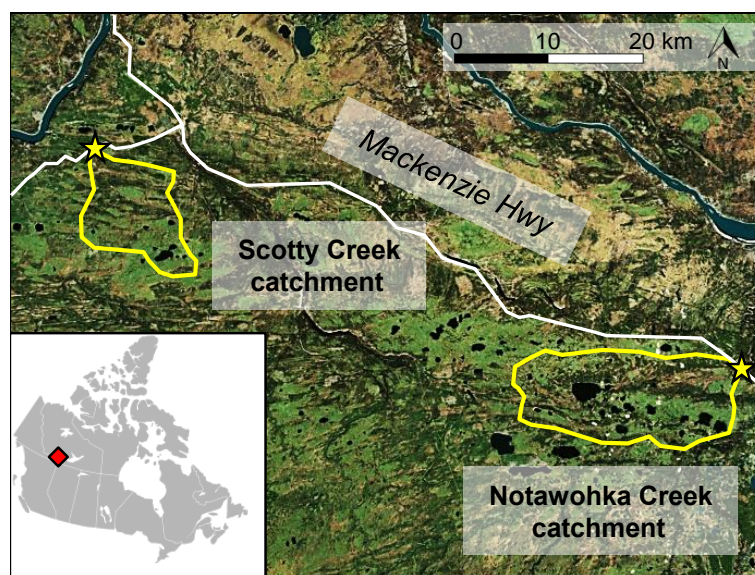 0 10 20 km
N
Mackenzie Hwy
Scotty Creek
catchment
Notawohka Creek
catchment